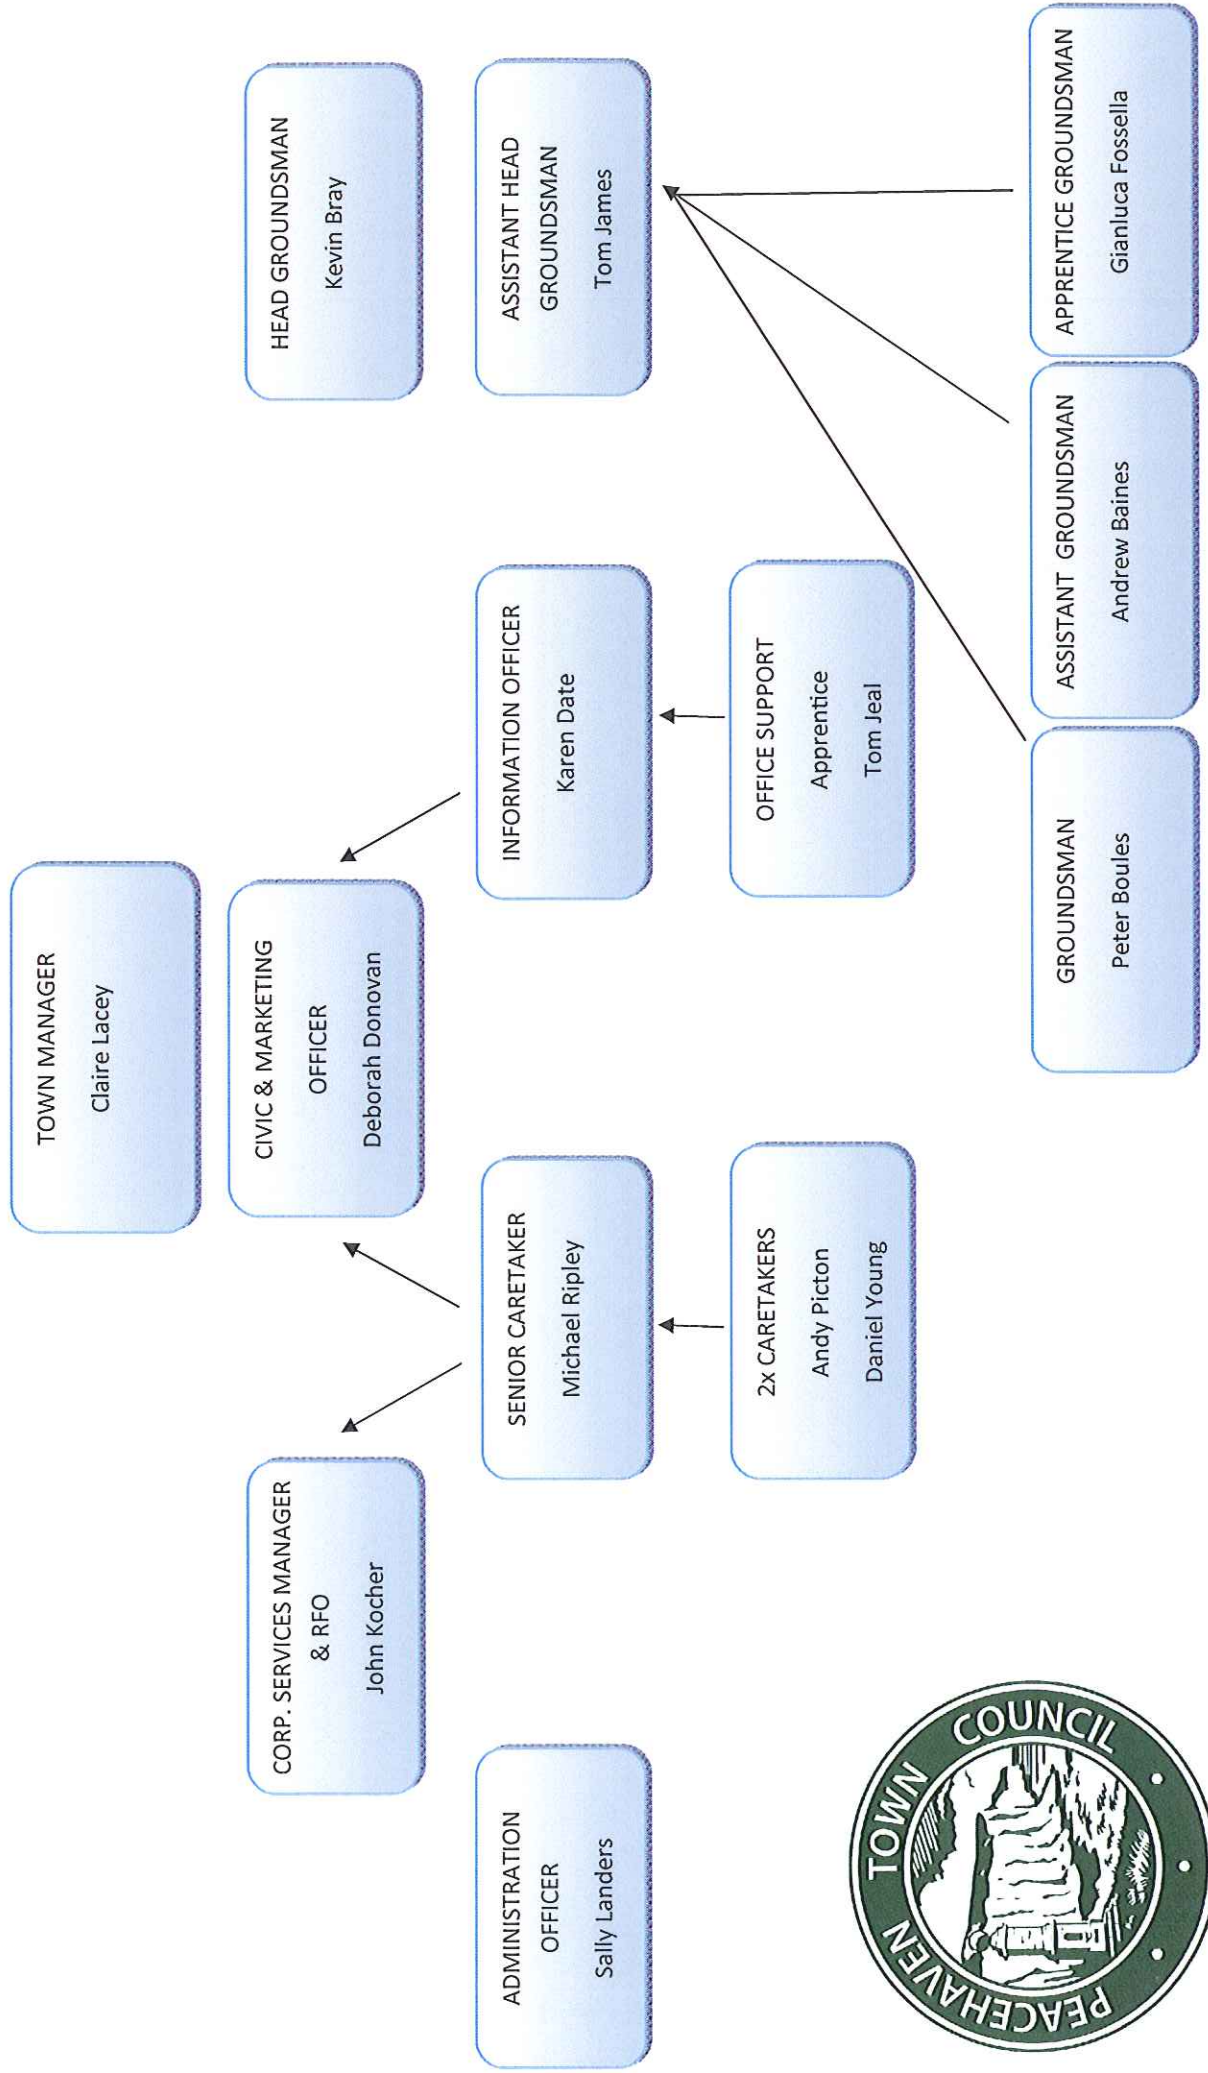 TOWN MANAGER
Claire Lacey
CORP. SERVICES MANAGER
& RFO
John Kocher
CIVIC & MARKETING
OFFICER
Deborah Donovan
HEAD GROUNDSMAN
Kevin Bray
ADMINISTRATION
OFFICER
Sally Landers
SENIOR CARETAKER
Michael Ripley
INFORMATION OFFICER
Karen Date
ASSISTANT HEAD
GROUNDSMAN
Tom James
2x CARETAKERS
Andy Picton
Daniel Young
OFFICE SUPPORT
Apprentice
Tom Jeal
GROUNDSMAN
Peter Boules
ASSISTANT GROUNDSMAN
Andrew Baines
APPRENTICE GROUNDSMAN
Gianluca Fossella
PEACEHAVEN TOWN COUNCIL